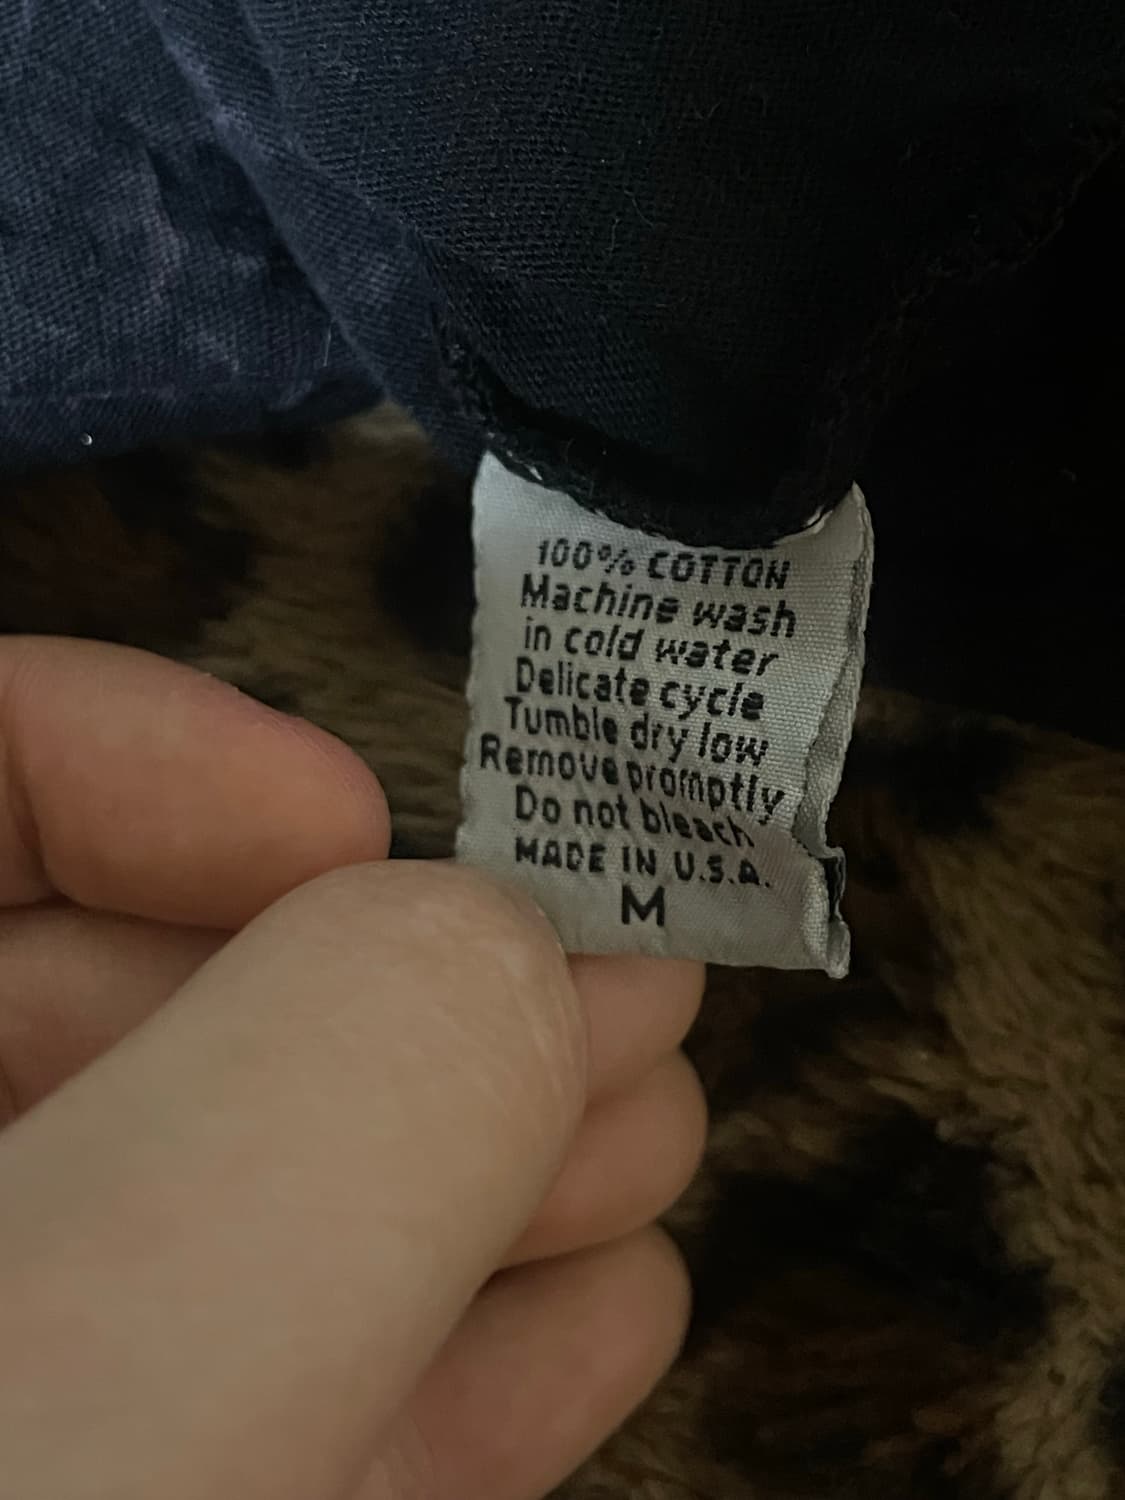 100% COTTON
Machine wash
in cold water
Delicate cycle
Tumble dry low
Remove promptly
Do not bleach
MADE IN U.S.A.
M